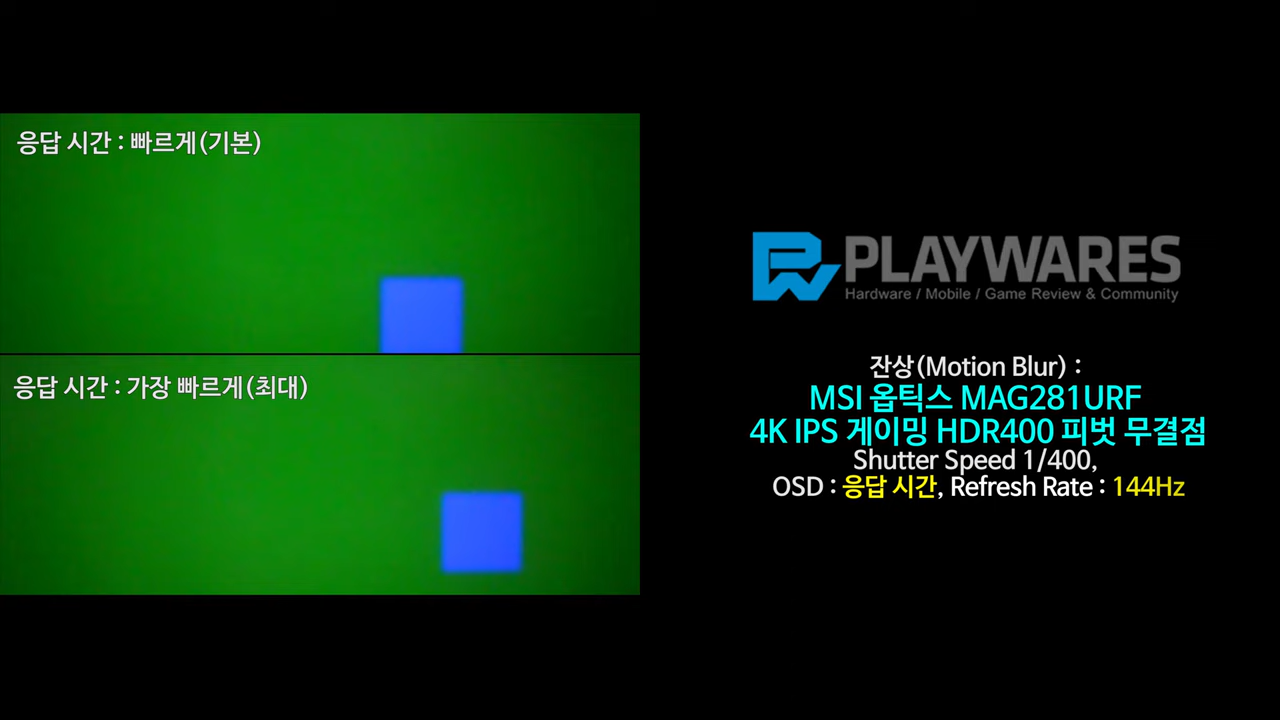 응답 시간 : 빠르게(기본)
응답 시간 : 가장 빠르게(최대)
PLAYWARES
Hardware / Mobile / Game Review & Community
잔상(Motion Blur) :
MSI 옵틱스 MAG281URF
4K IPS 게이밍 HDR400 피벗 무결점
Shutter Speed 1/400,
OSD : 응답 시간, Refresh Rate : 144Hz